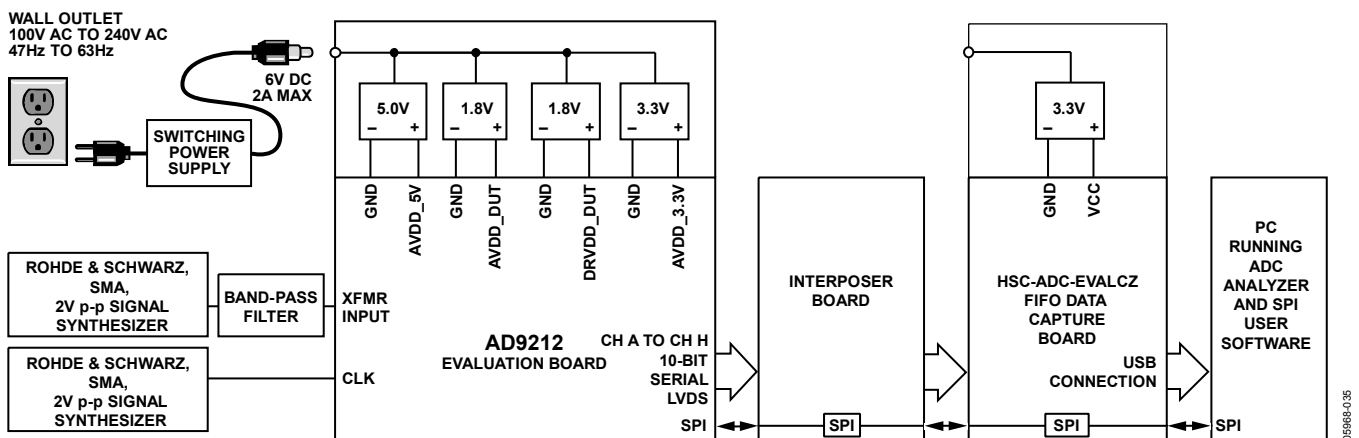 WALL OUTLET
100V AC TO 240V AC
47Hz TO 63Hz
6V DC
2A MAX
SWITCHING
POWER
SUPPLY
5.0V
– +
1.8V
– +
1.8V
– +
3.3V
– +
GND
AVDD_5V
GND
AVDD_DUT
GND
DRVDD_DUT
GND
AVDD_3.3V
3.3V
– +
GND
VCC
ROHDE & SCHWARZ,
SMA,
2V p-p SIGNAL
SYNTHESIZER
BAND-PASS
FILTER
XFMR
INPUT
ROHDE & SCHWARZ,
SMA,
2V p-p SIGNAL
SYNTHESIZER
CLK
AD9212
EVALUATION BOARD
CH A TO CH H
10-BIT
SERIAL
LVDS
SPI
INTERPOSER
BOARD
SPI
HSC-ADC-EVALCZ
FIFO DATA
CAPTURE
BOARD
USB
CONNECTION
SPI
PC
RUNNING
ADC
ANALYZER
AND SPI
USER
SOFTWARE
SPI
05968-035